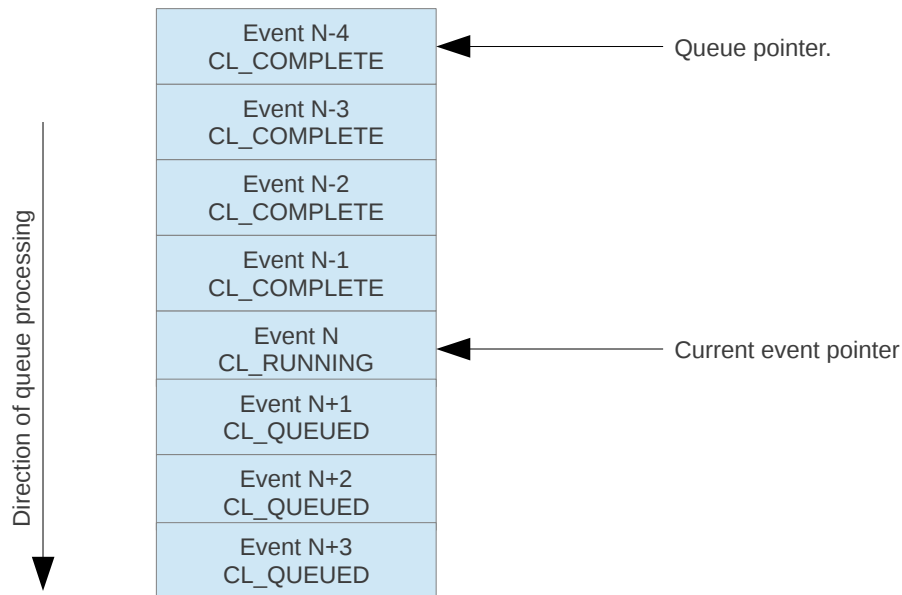 Event N-4
CL_COMPLETE
Queue pointer.
Event N-3
CL_COMPLETE
Event N-2
CL_COMPLETE
Event N-1
CL_COMPLETE
Event N
CL_RUNNING
Current event pointer
Event N+1
CL_QUEUED
Event N+2
CL_QUEUED
Event N+3
CL_QUEUED
Direction of queue processing